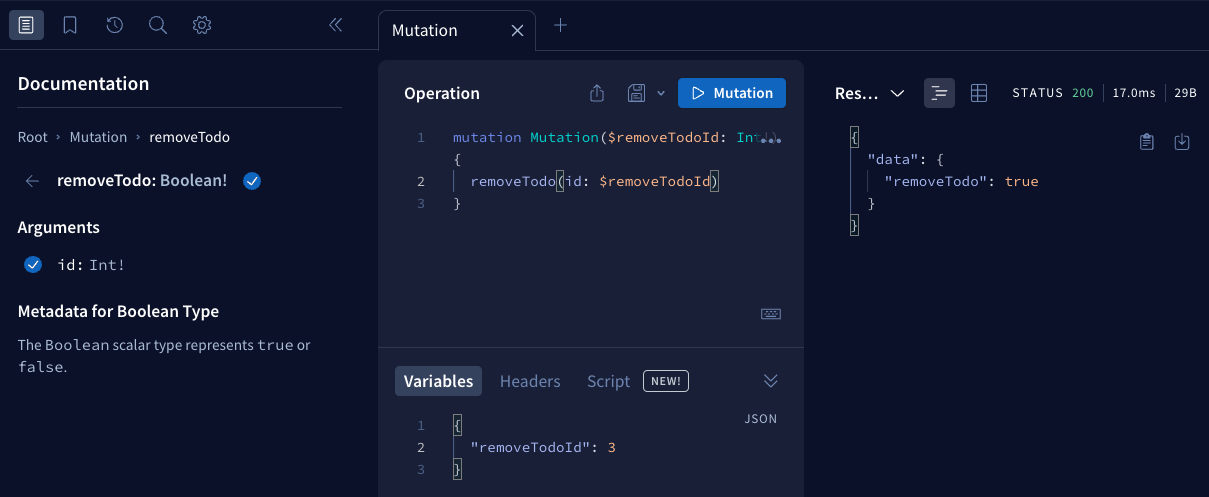 Mutation
Documentation
Root › Mutation › removeTodo
removeTodo: Boolean!
Arguments
id: Int!
Metadata for Boolean Type
The Boolean scalar type represents true or
false.
Operation
Mutation
1 mutation Mutation($removeTodoId: Int!)
{
2 removeTodo(id: $removeTodoId)
3 }
Variables Headers Script NEW!
JSON
1 {
2 "removeTodoId": 3
3 }
Res... STATUS 200 17.0ms 29B
{
"data": {
"removeTodo": true
}
}